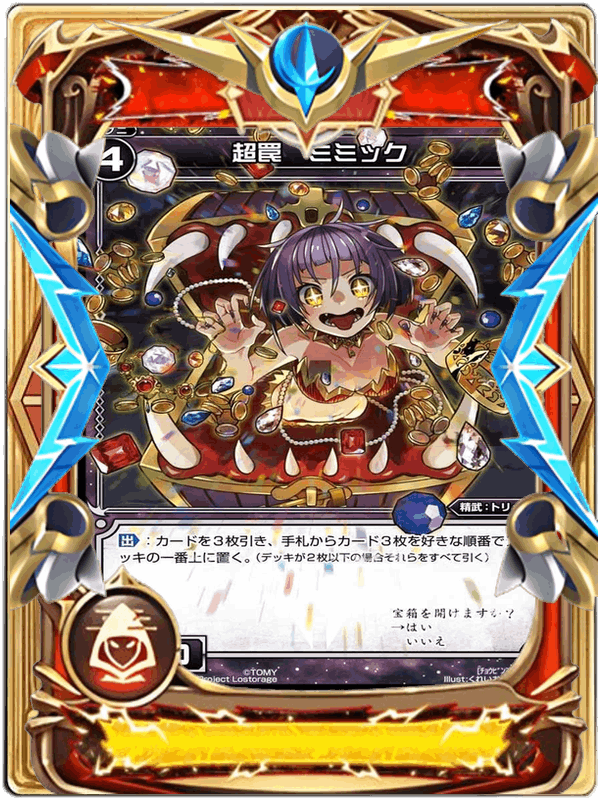 4
超罠　ミミック
精武：トリ
出：カードを３枚引き、手札からカード３枚を好きな順番で
ッキの一番上に置く。（デッキが２枚以下の場合それらをすべて引く）
宝箱を開けますか？
→はい
いいえ
©TOMY
Project Lostorage
Illust:くれい